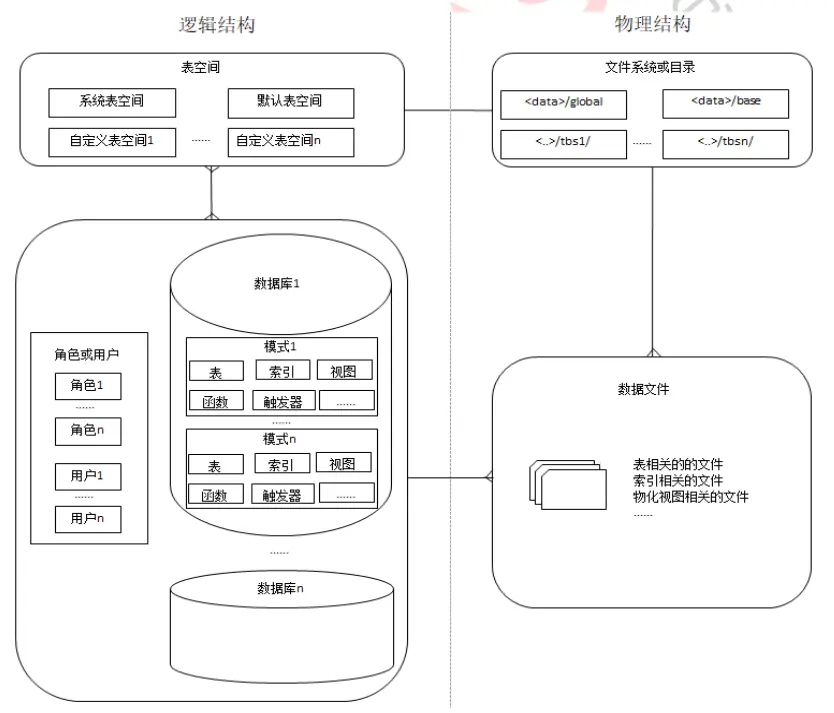 逻辑结构
物理结构
表空间
系统表空间
默认表空间
自定义表空间1
......
自定义表空间n
文件系统或目录
<data>/global
<data>/base
<..>/tbs1/
......
<..>/tbsn/
角色或用户
角色1
......
角色n
用户1
......
用户n
数据库1
模式1
表
索引
视图
函数
触发器
......
......
模式n
表
索引
视图
函数
触发器
......
......
数据库n
数据文件
表相关的的文件
索引相关的文件
物化视图相关的文件
......